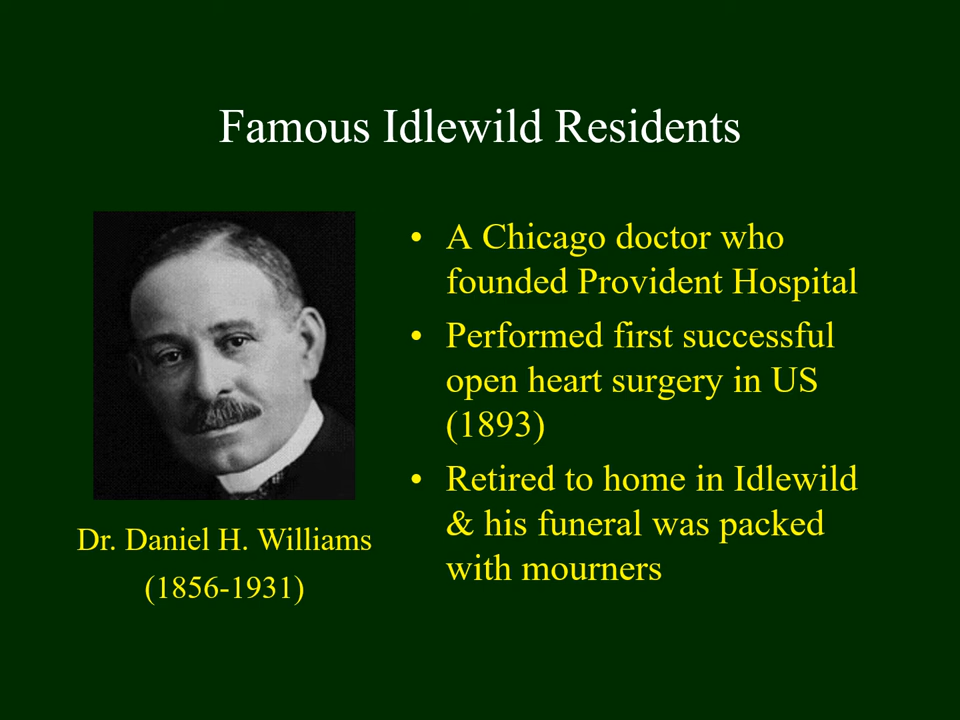 Famous Idlewild Residents
Dr. Daniel H. Williams
(1856-1931)
• A Chicago doctor who
founded Provident Hospital
• Performed first successful
open heart surgery in US
(1893)
• Retired to home in Idlewild
& his funeral was packed
with mourners